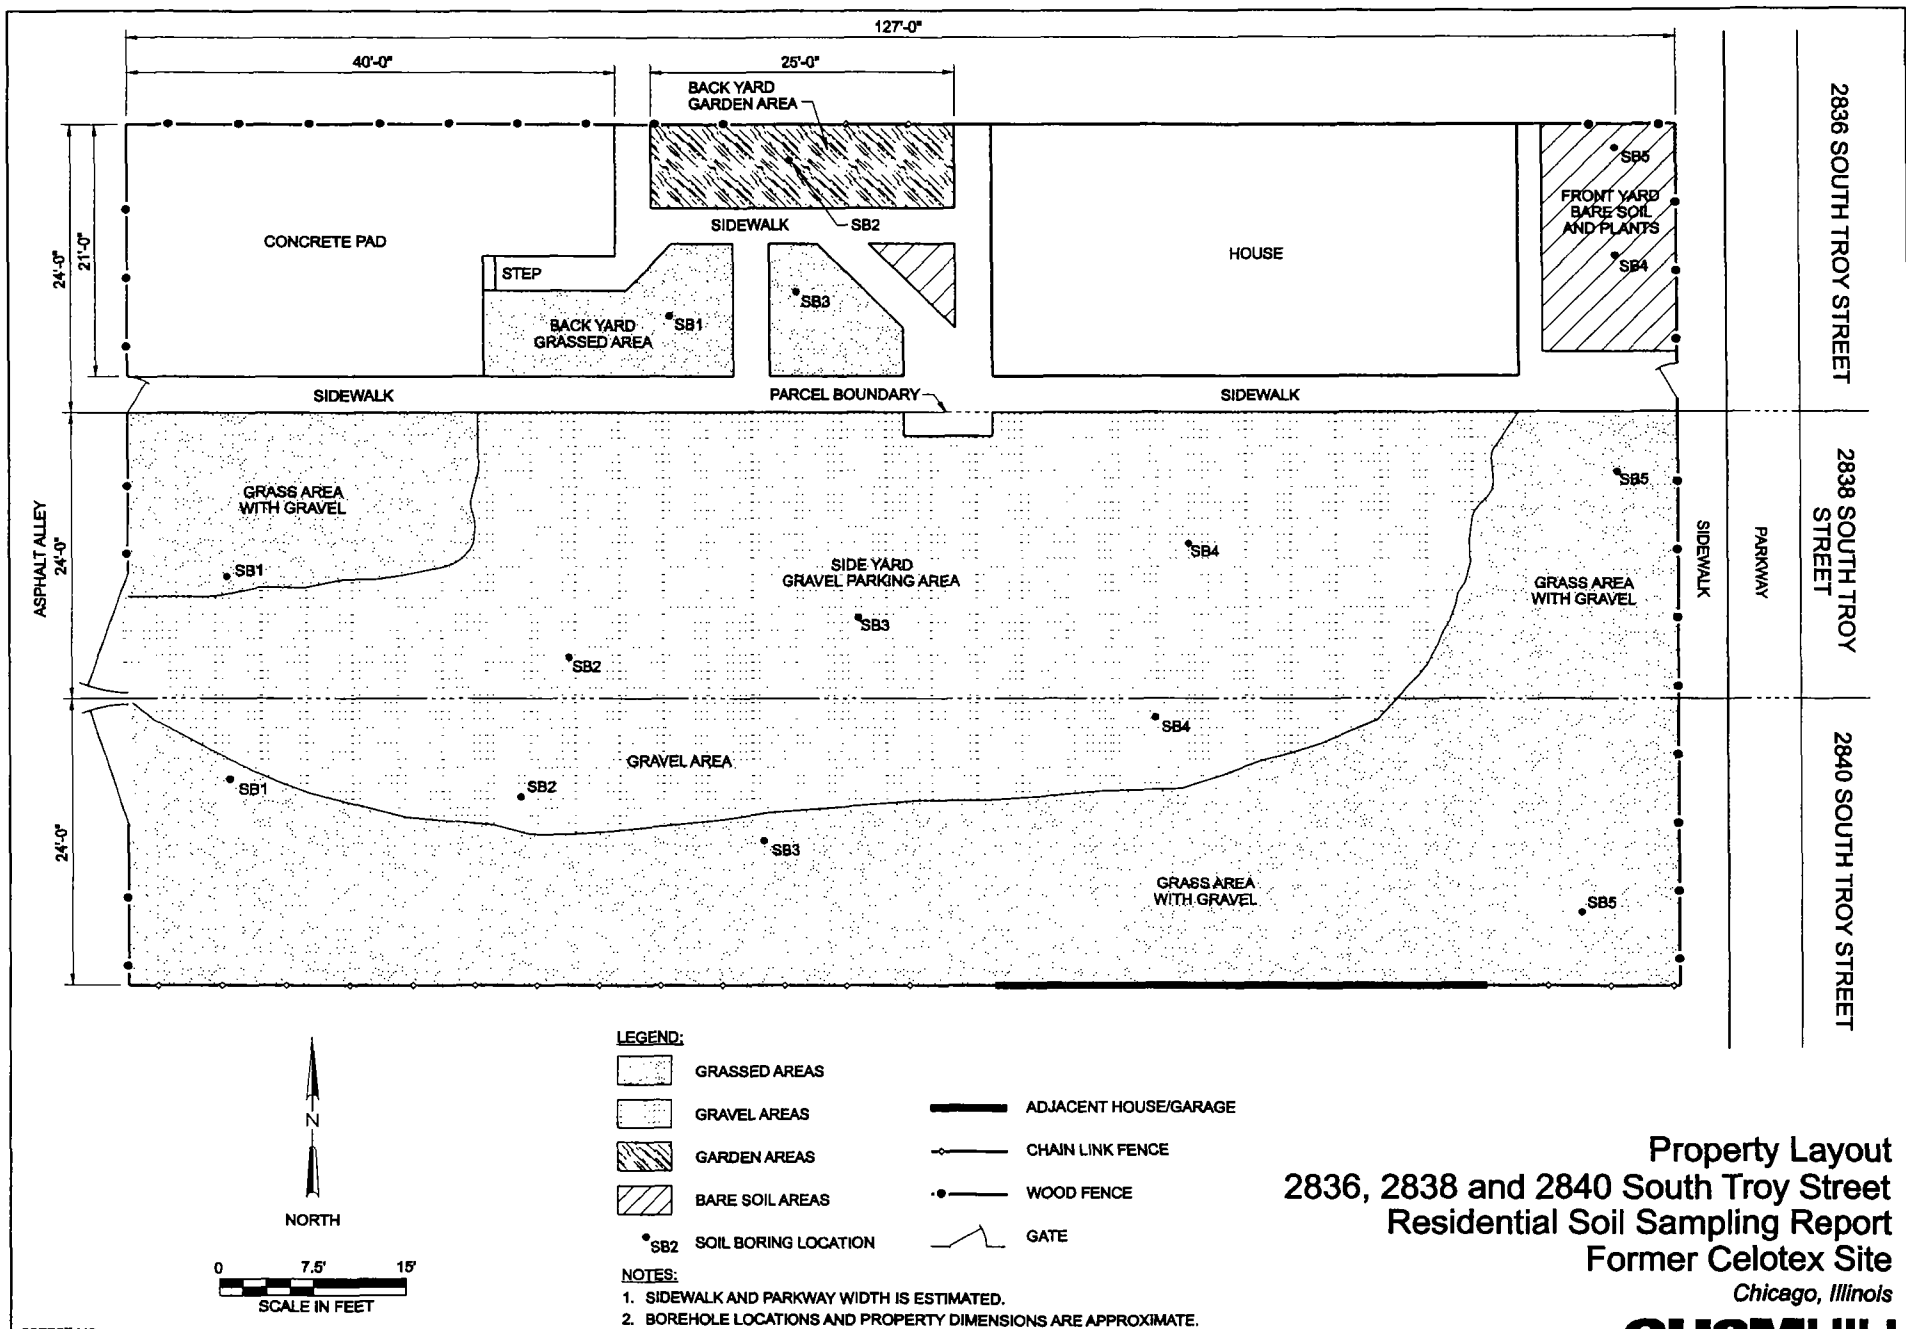 127'-0"
40'-0"
25'-0"
BACK YARD
GARDEN AREA
24'-0"
21'-0"
CONCRETE PAD
STEP
SIDEWALK
SB2
BACK YARD
GRASSED AREA
SB1
SB3
HOUSE
SB5
FRONT YARD
BARE SOIL
AND PLANTS
SB4
2836 SOUTH TROY STREET
SIDEWALK
PARCEL BOUNDARY
SIDEWALK
ASPHALT ALLEY
24'-0"
GRASS AREA
WITH GRAVEL
SB1
SB2
SIDE YARD
GRAVEL PARKING AREA
SB3
SB4
SB5
GRASS AREA
WITH GRAVEL
SIDEWALK
PARKWAY
2838 SOUTH TROY
STREET
24'-0"
SB1
SB2
GRAVEL AREA
SB3
SB4
GRASS AREA
WITH GRAVEL
SB5
2840 SOUTH TROY STREET
N
NORTH
0 7.5' 15'
SCALE IN FEET
LEGEND:
GRASSED AREAS
GRAVEL AREAS
GARDEN AREAS
BARE SOIL AREAS
SB2 SOIL BORING LOCATION
ADJACENT HOUSE/GARAGE
CHAIN LINK FENCE
WOOD FENCE
GATE
NOTES:
1. SIDEWALK AND PARKWAY WIDTH IS ESTIMATED.
2. BOREHOLE LOCATIONS AND PROPERTY DIMENSIONS ARE APPROXIMATE.
Property Layout
2836, 2838 and 2840 South Troy Street
Residential Soil Sampling Report
Former Celotex Site
Chicago, Illinois